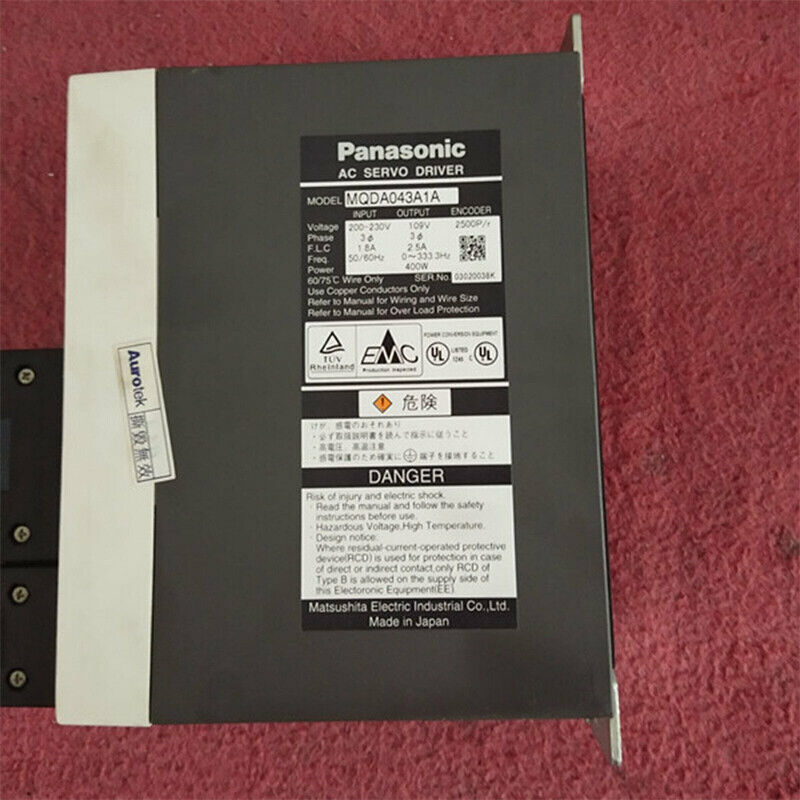 Panasonic
AC SERVO DRIVER
MODEL MQDA043A1A
INPUT OUTPUT ENCODER
Voltage 200-230V 109V 2500P/r
Phase 3ϕ 3ϕ
F.L.C 1.8A 2.5A
Freq. 50/60Hz 0~333.3Hz
Power 400W
60/75℃ Wire Only SER.No. 03020038K
Use Copper Conductors Only
Refer to Manual for Wiring and Wire Size
Refer to Manual for Over Load Protection
TÜV
Rheinland
EMC
Production Inspected
POWER CONVERSION EQUIPMENT
UL LISTED 1246 C UL
危険
けが、感電のおそれあり
・必ず取扱説明書を読んで指示に従うこと
・高電圧、高温注意
・感電保護のため確実に端子を接地すること
DANGER
Risk of injury and electric shock.
· Read the manual and follow the safety
instructions before use.
· Hazardous Voltage,High Temperature.
· Design notice:
Where residual-current-operated protective
device(RCD) is used for protection in case
of direct or indirect contact,only RCD of
Type B is allowed on the supply side of
this Electoronic Equipment(EE).
Matsushita Electric Industrial Co.,Ltd.
Made in Japan
Aurotek
撕毀無效